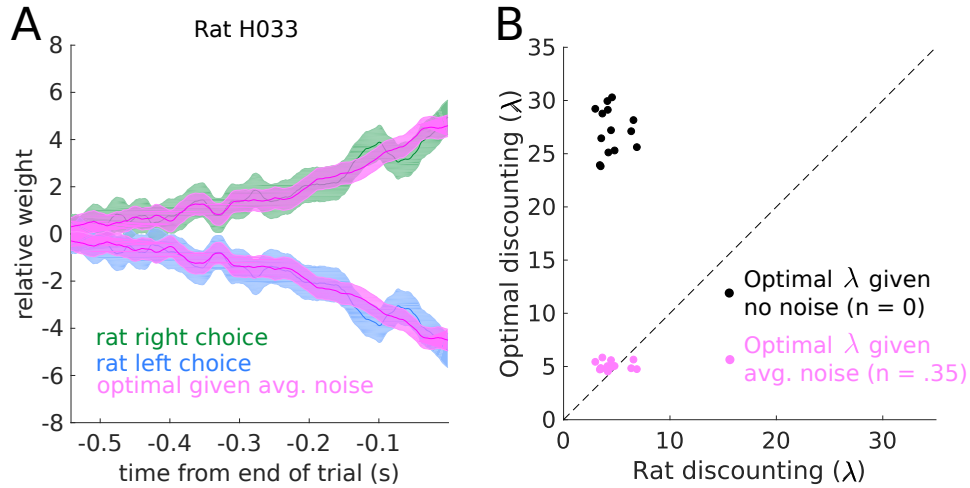 A
Rat H033
8
6
4
2
0
-2
-4
-6
-8
relative weight
rat right choice
rat left choice
optimal given avg. noise
-0.5
-0.4
-0.3
-0.2
-0.1
time from end of trial (s)
B
35
30
25
20
15
10
5
0
Optimal discounting (λ)
Optimal λ given
no noise (n = 0)
Optimal λ given
avg. noise (n = .35)
0
10
20
30
Rat discounting (λ)